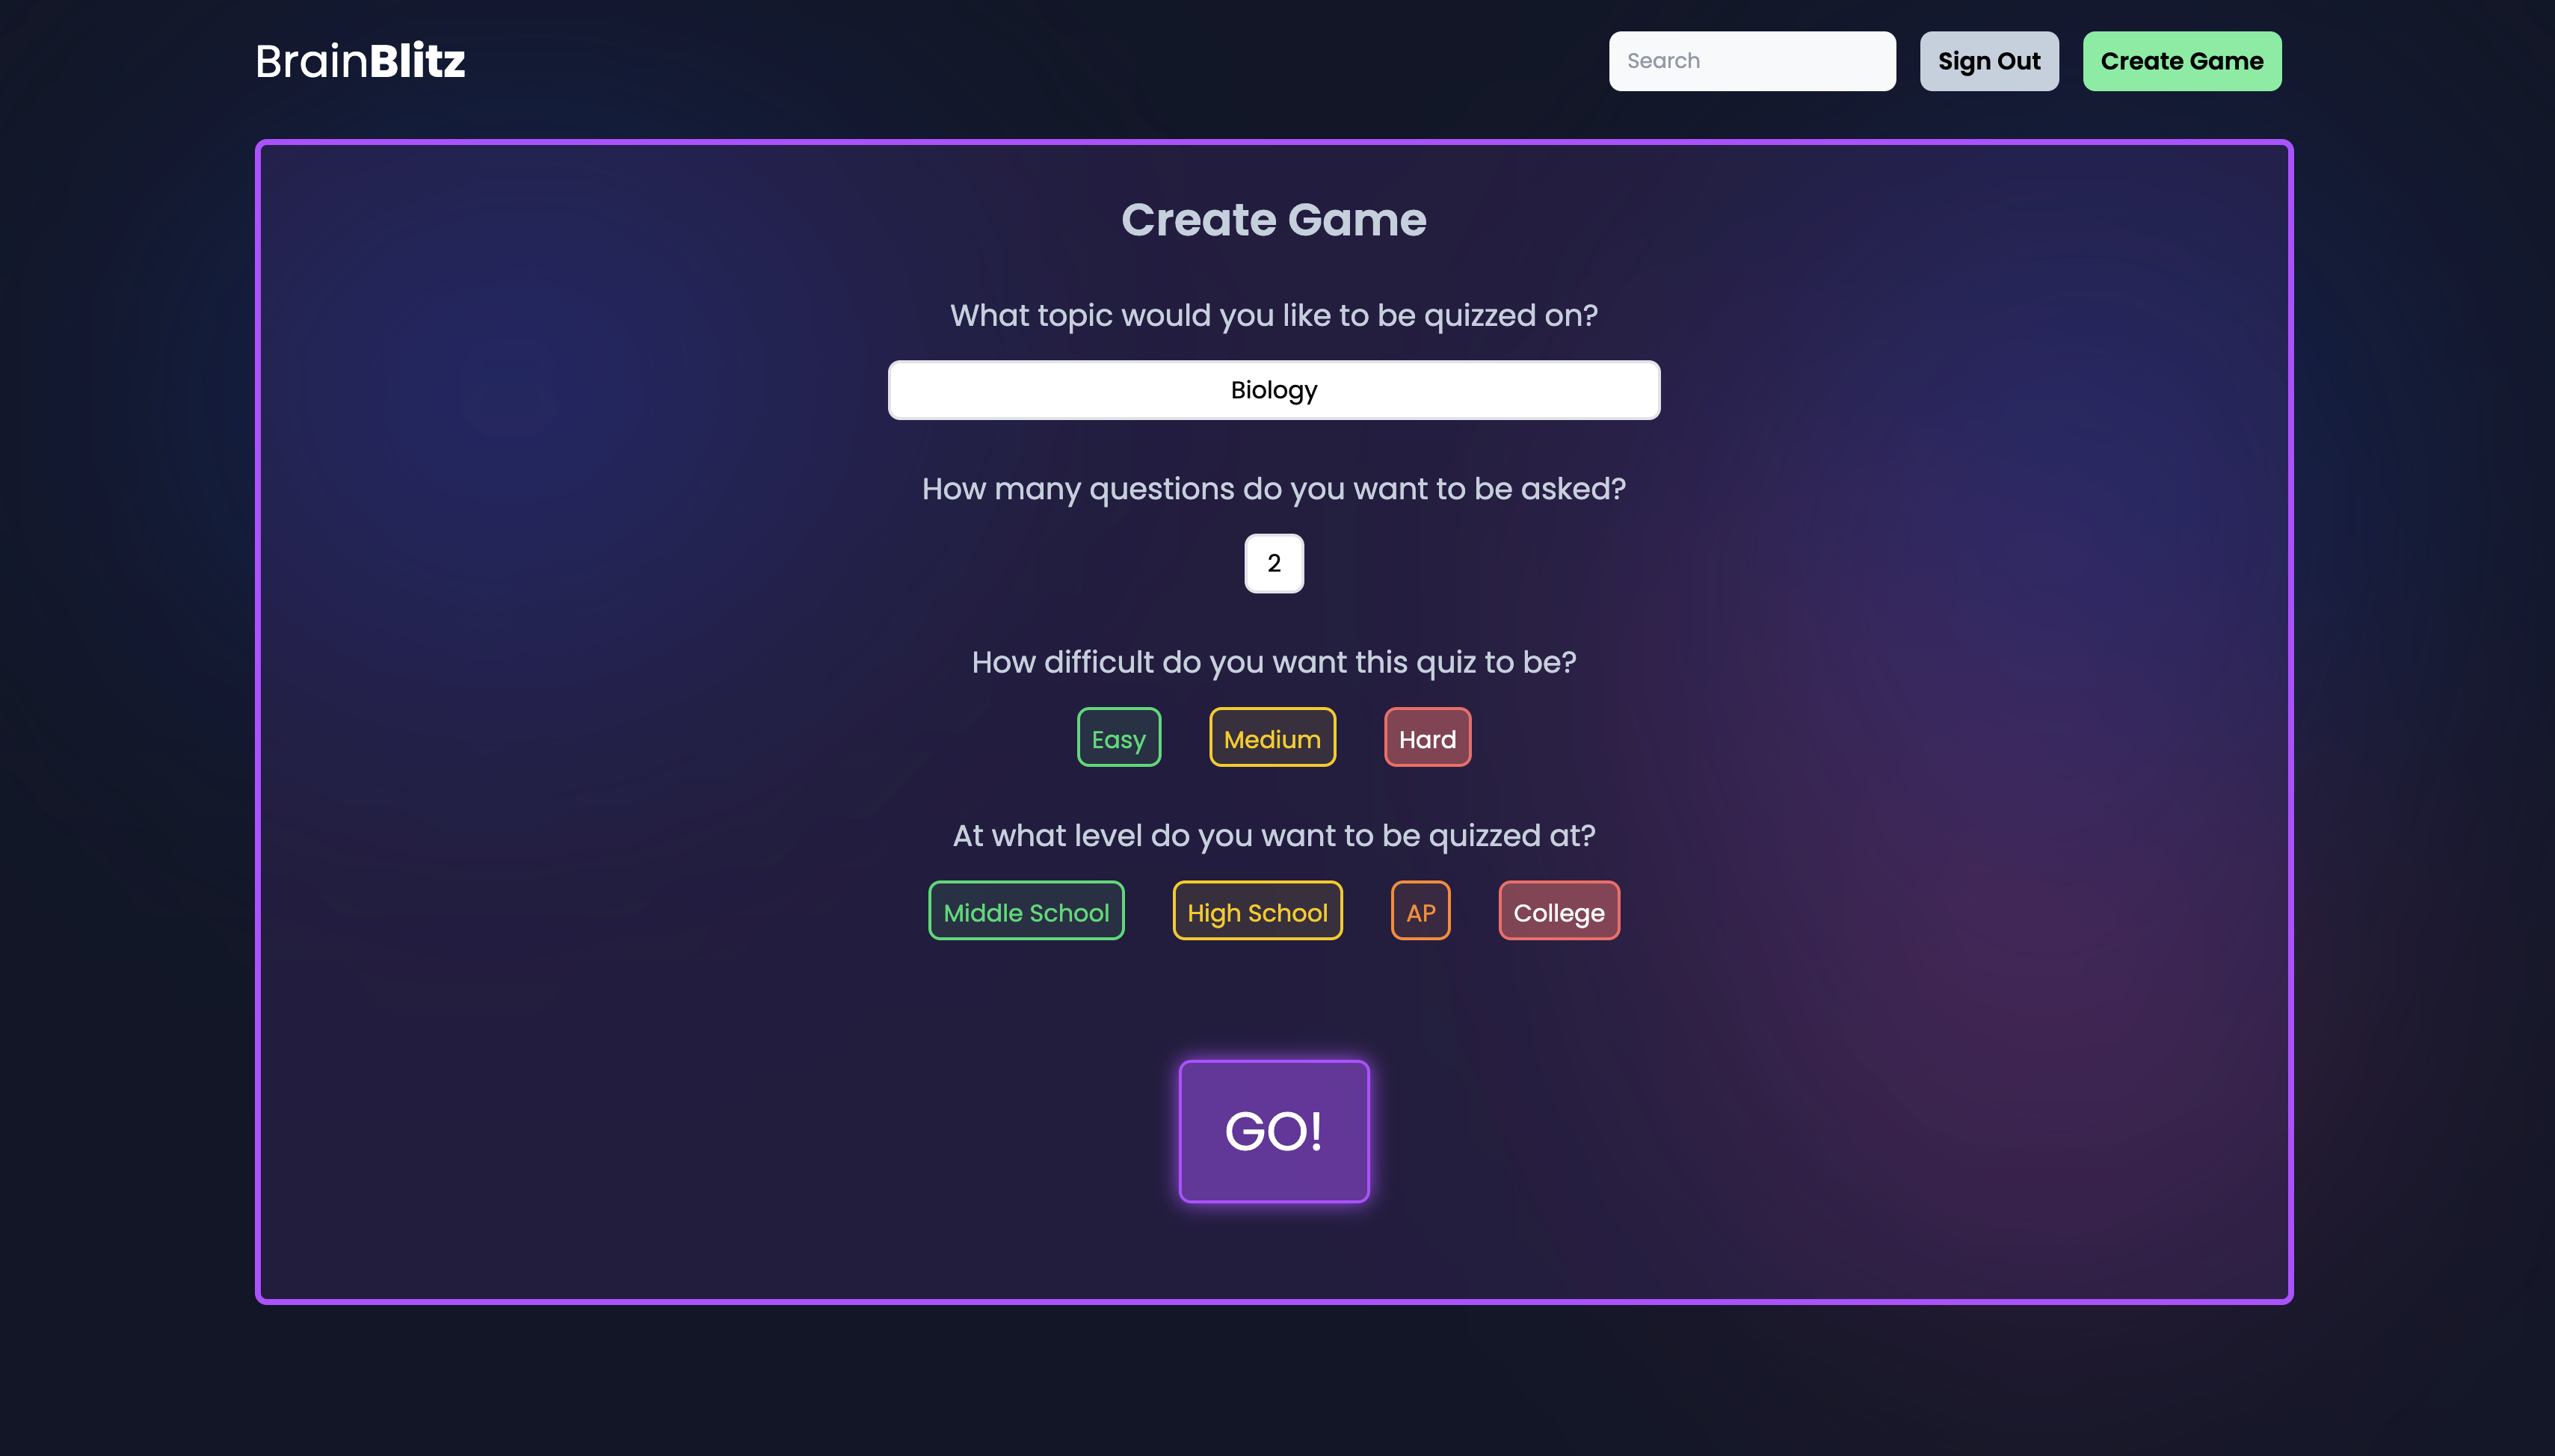 BrainBlitz
Search
Sign Out
Create Game
Create Game
What topic would you like to be quizzed on?
Biology
How many questions do you want to be asked?
2
How difficult do you want this quiz to be?
Easy
Medium
Hard
At what level do you want to be quizzed at?
Middle School
High School
AP
College
GO!